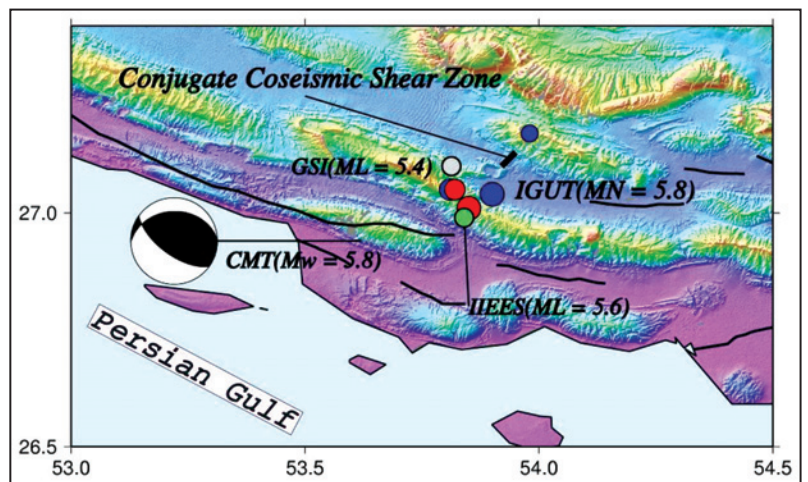 Conjugate Coseismic Shear Zone
GSI(ML = 5.4)
IGUT(MN = 5.8)
27.0
CMT(Mw = 5.8)
IIEES(ML = 5.6)
Persian Gulf
26.5
53.0 53.5 54.0 54.5